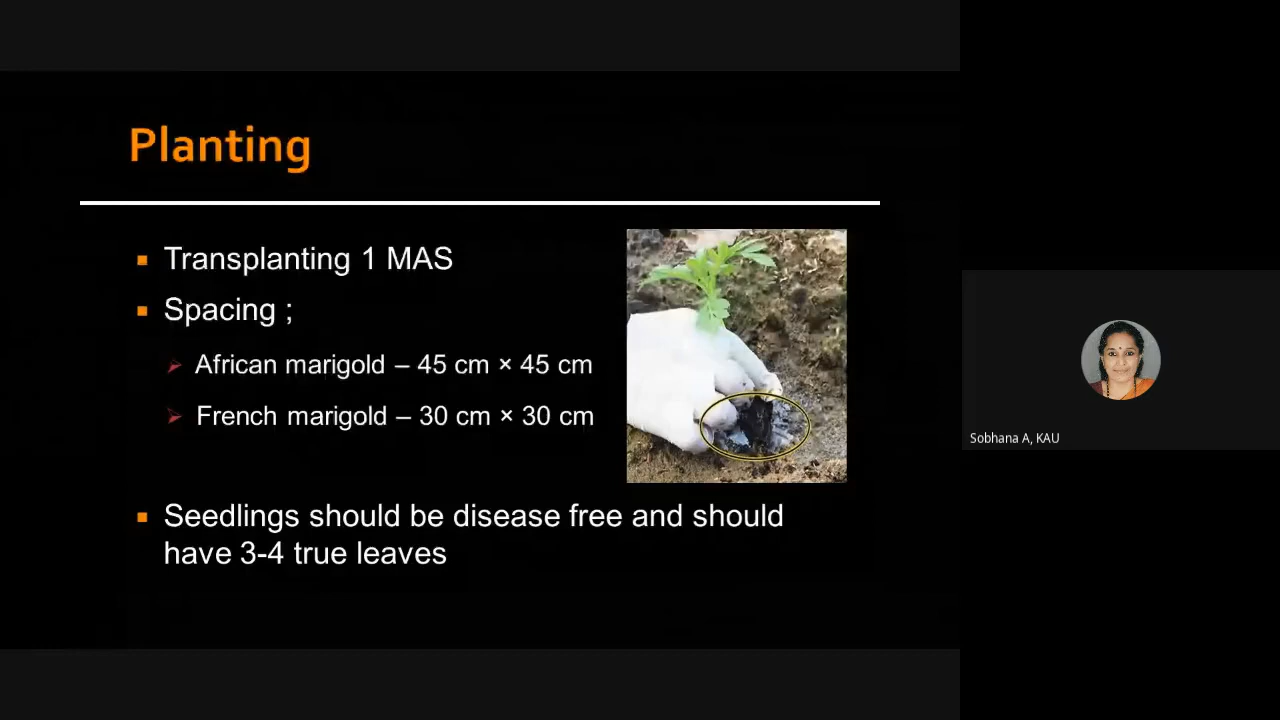 Planting
Transplanting 1 MAS
Spacing ;
African marigold – 45 cm × 45 cm
French marigold – 30 cm × 30 cm
Seedlings should be disease free and should
have 3-4 true leaves
Sobhana A, KAU